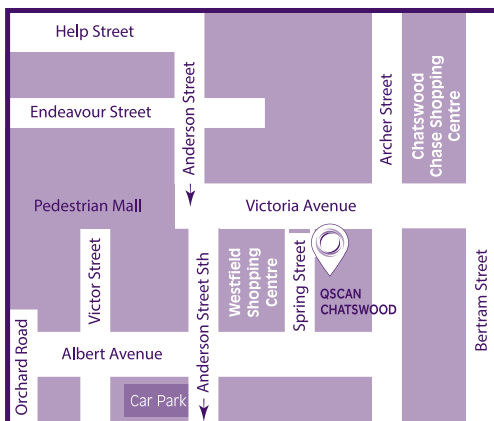 Help Street
Anderson Street
Endeavour Street
Archer Street
Chatswood
Chase Shopping
Centre
Pedestrian Mall
Victoria Avenue
Victor Street
Anderson Street Sth
Westfield
Shopping
Centre
Spring Street
QSCAN
CHATSWOOD
Bertram Street
Orchard Road
Albert Avenue
Car Park